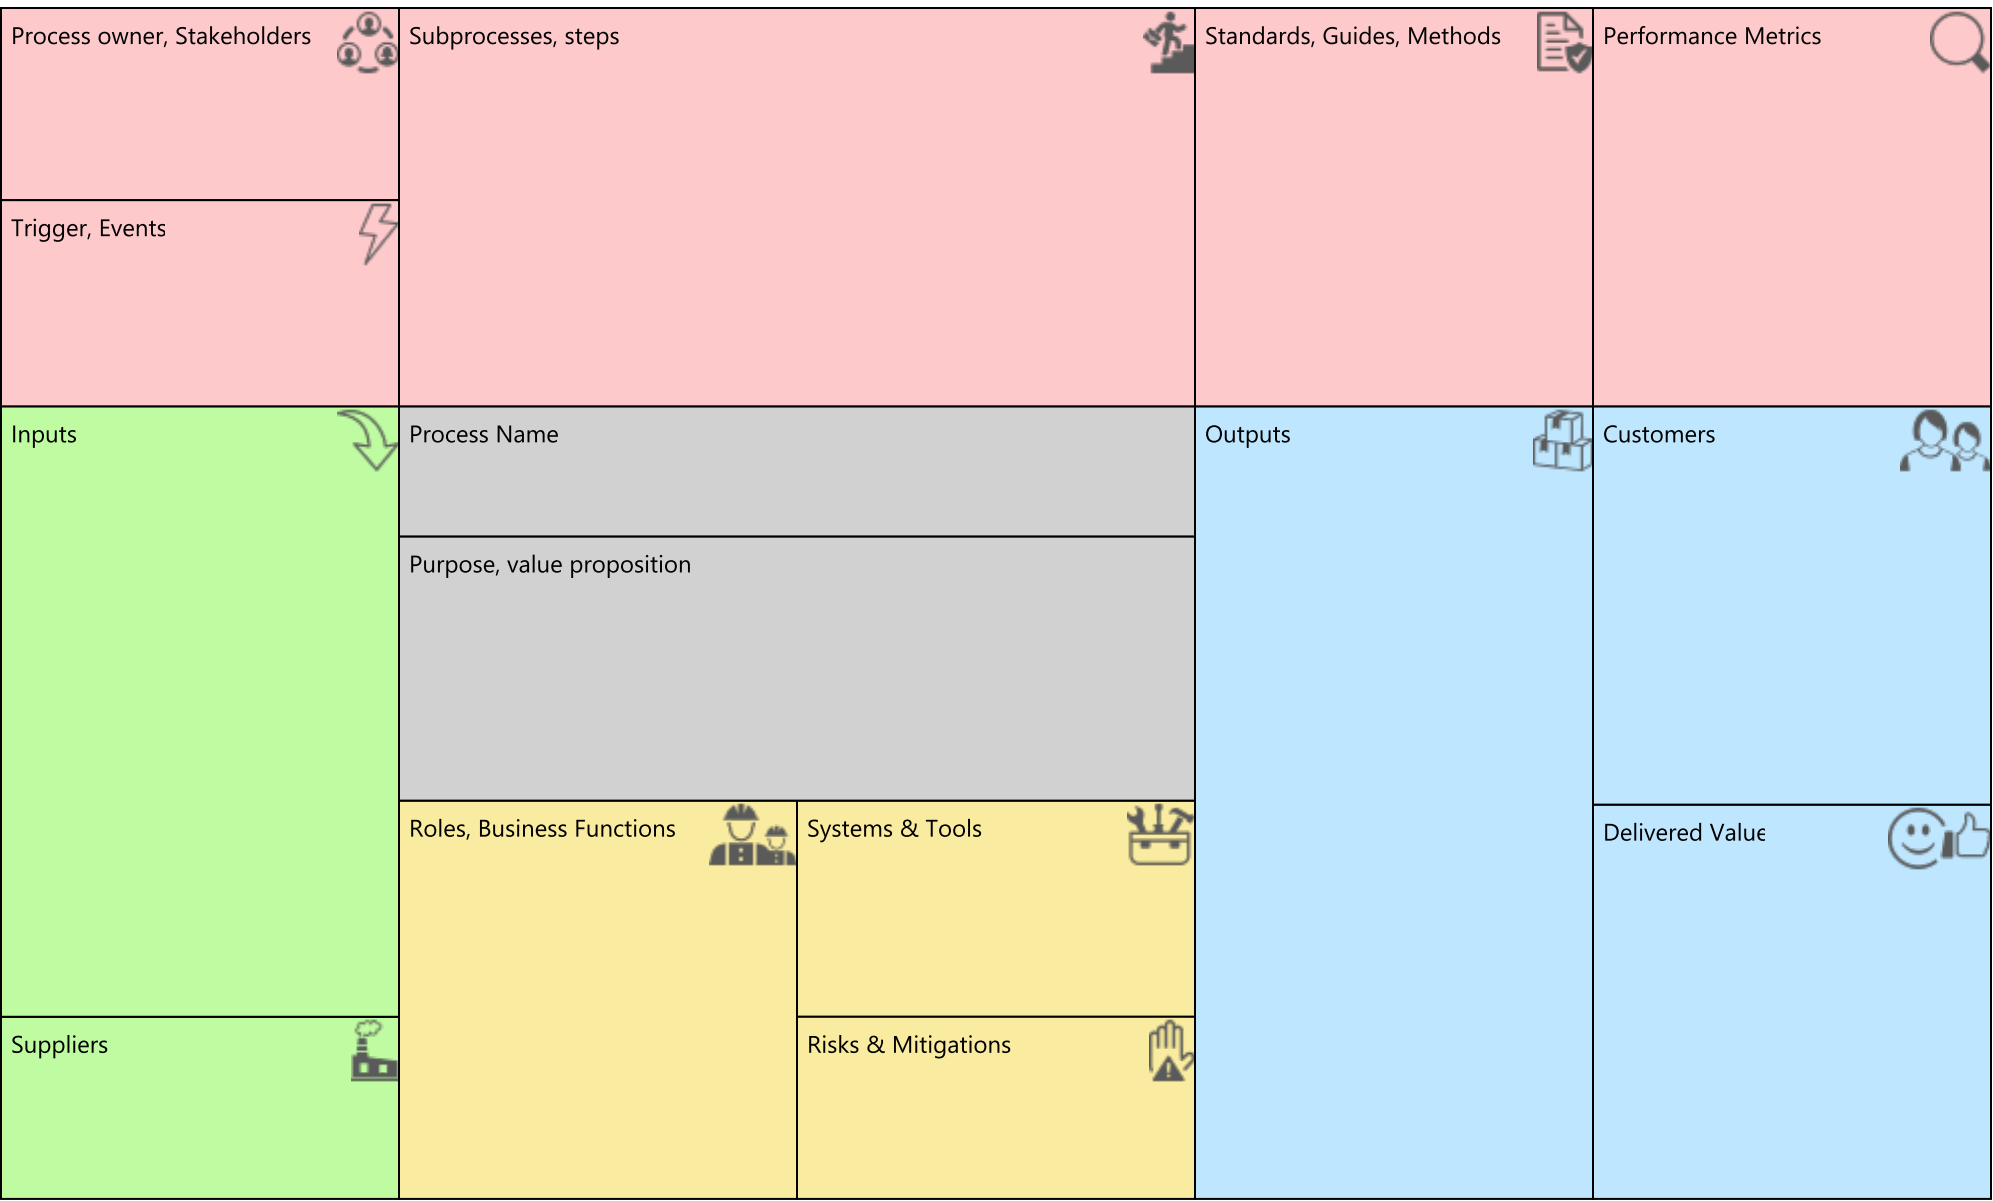 Process owner, Stakeholders
Subprocesses, steps
Standards, Guides, Methods
Performance Metrics
Trigger, Events
Inputs
Process Name
Outputs
Customers
Purpose, value proposition
Roles, Business Functions
Systems & Tools
Delivered Value
Suppliers
Risks & Mitigations